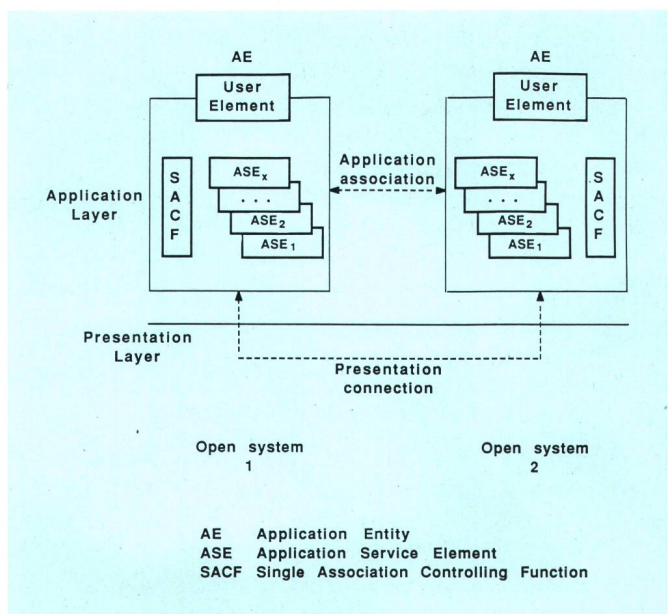 AE
AE
User
Element
User
Element
S
A
C
F
ASEx
. . .
ASE2
ASE1
Application
association
ASEx
. . .
ASE2
ASE1
S
A
C
F
Application
Layer
Presentation
Layer
Presentation
connection
Open system
1
Open system
2
AE Application Entity
ASE Application Service Element
SACF Single Association Controlling Function